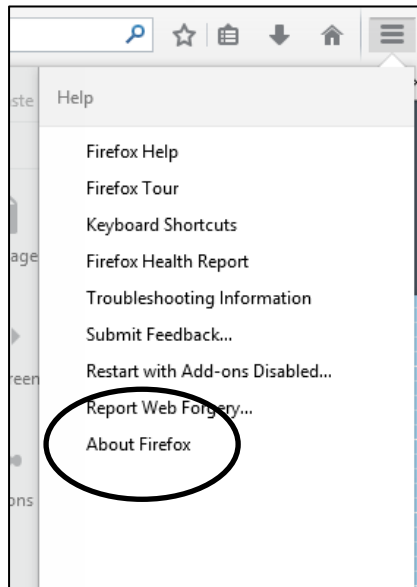 Help
Firefox Help
Firefox Tour
Keyboard Shortcuts
Firefox Health Report
Troubleshooting Information
Submit Feedback...
Restart with Add-ons Disabled...
Report Web Forgery...
About Firefox